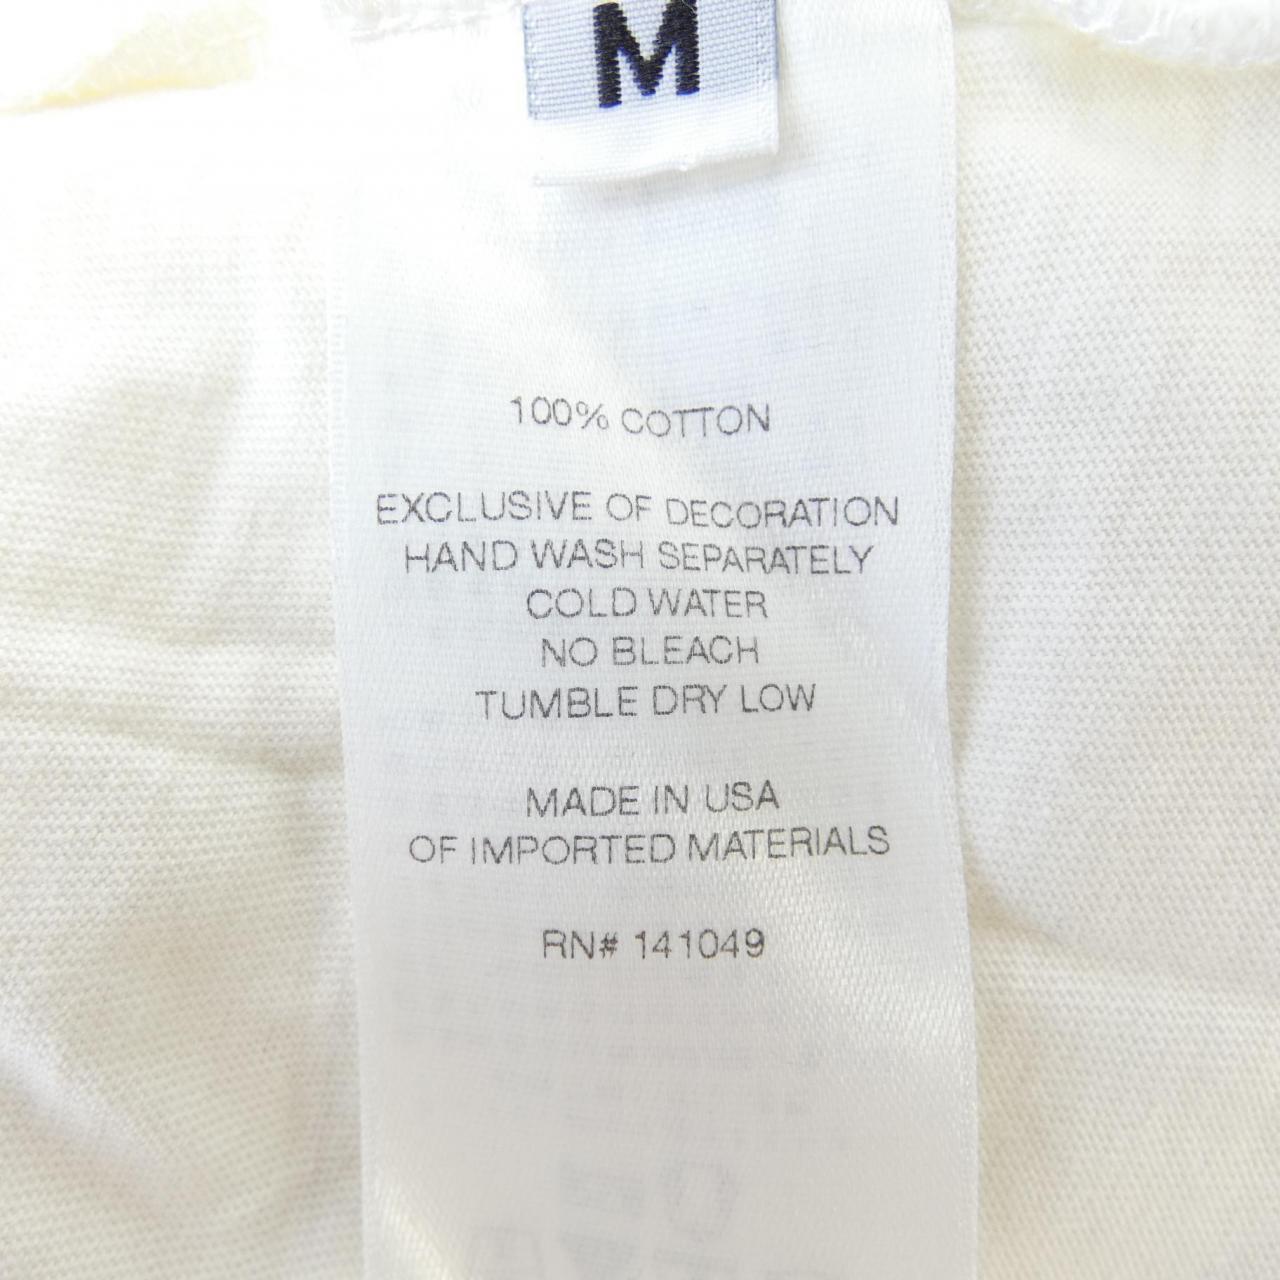 M
100% COTTON
EXCLUSIVE OF DECORATION
HAND WASH SEPARATELY
COLD WATER
NO BLEACH
TUMBLE DRY LOW
MADE IN USA
OF IMPORTED MATERIALS
RN# 141049